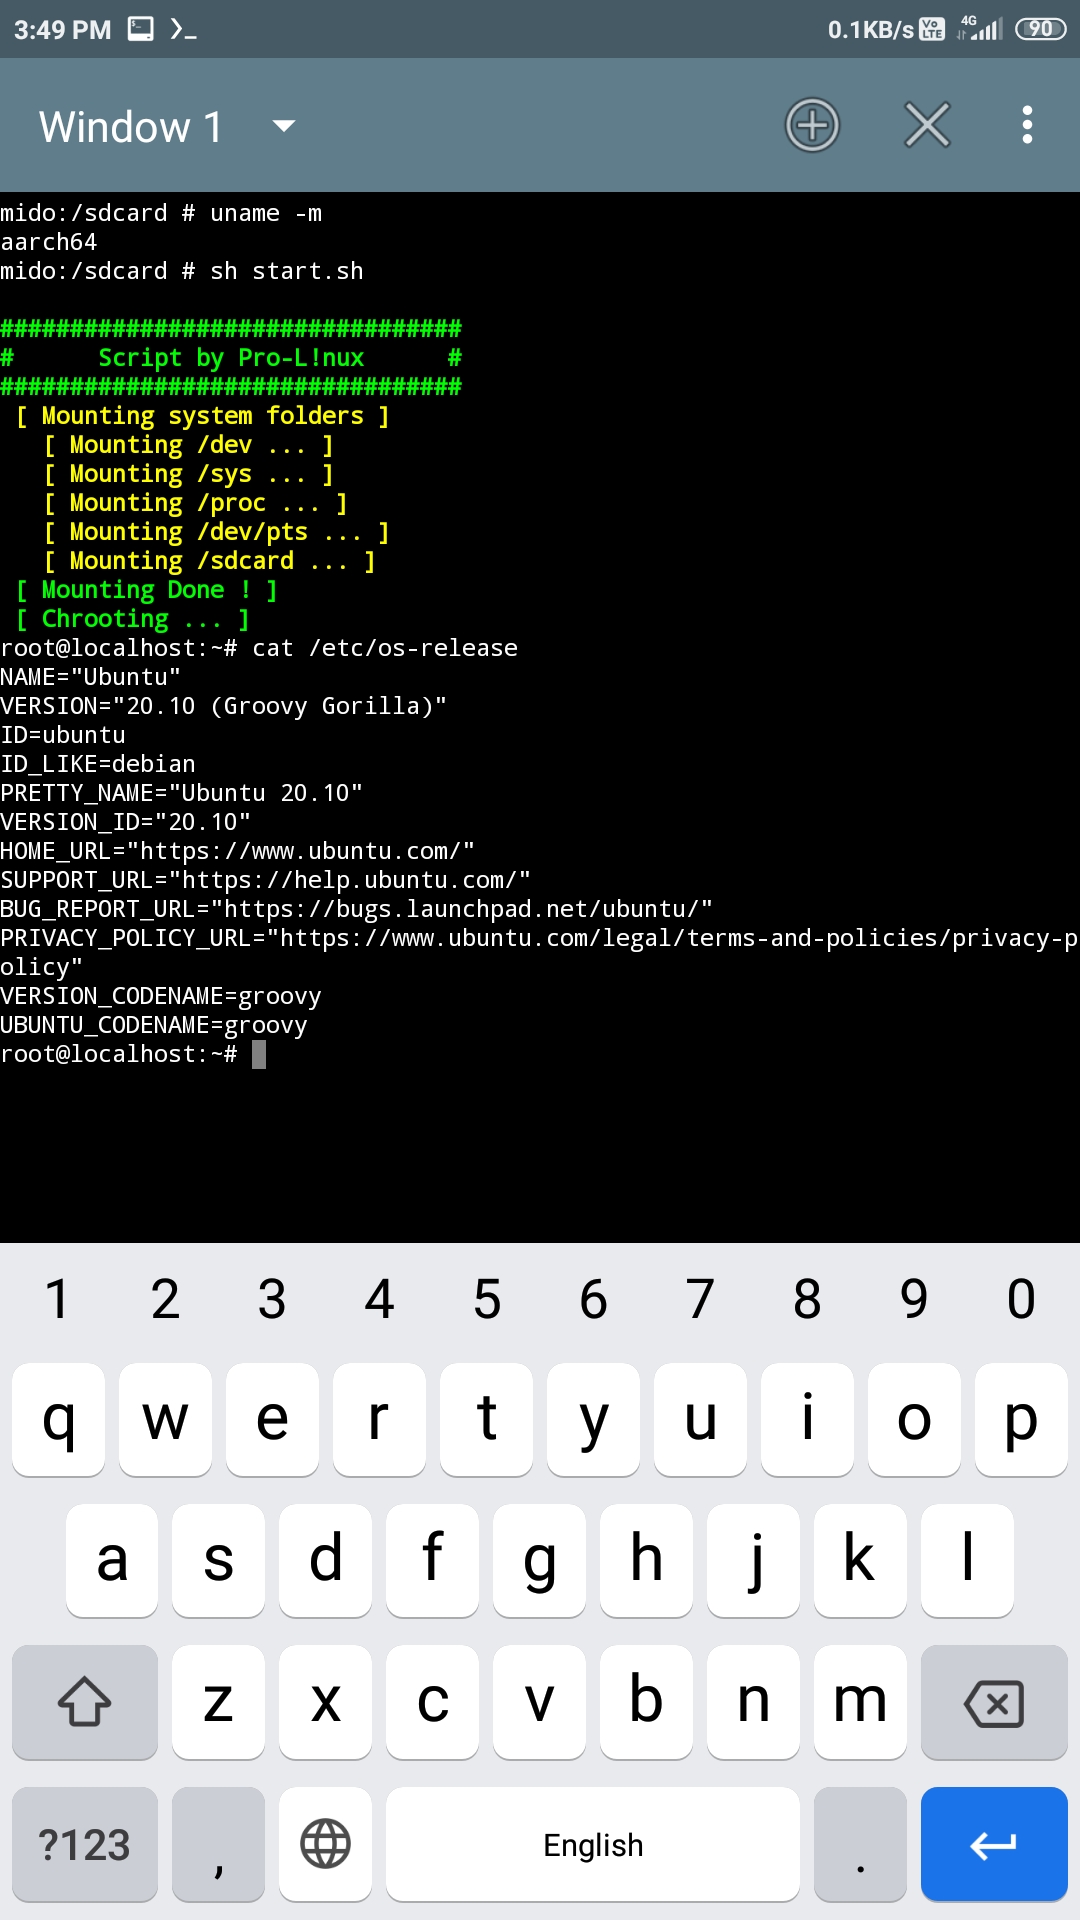 3:49 PM 0.1KB/s Vo LTE 4G 90
Window 1
mido:/sdcard # uname -m
aarch64
mido:/sdcard # sh start.sh
#################################
#      Script by Pro-L!nux      #
#################################
[ Mounting system folders ]
[ Mounting /dev ... ]
[ Mounting /sys ... ]
[ Mounting /proc ... ]
[ Mounting /dev/pts ... ]
[ Mounting /sdcard ... ]
[ Mounting Done ! ]
[ Chrooting ... ]
root@localhost:~# cat /etc/os-release
NAME="Ubuntu"
VERSION="20.10 (Groovy Gorilla)"
ID=ubuntu
ID_LIKE=debian
PRETTY_NAME="Ubuntu 20.10"
VERSION_ID="20.10"
HOME_URL="https://www.ubuntu.com/"
SUPPORT_URL="https://help.ubuntu.com/"
BUG_REPORT_URL="https://bugs.launchpad.net/ubuntu/"
PRIVACY_POLICY_URL="https://www.ubuntu.com/legal/terms-and-policies/privacy-p
olicy"
VERSION_CODENAME=groovy
UBUNTU_CODENAME=groovy
root@localhost:~#
1 2 3 4 5 6 7 8 9 0
q w e r t y u i o p
a s d f g h j k l
z x c v b n m
?123 , English .